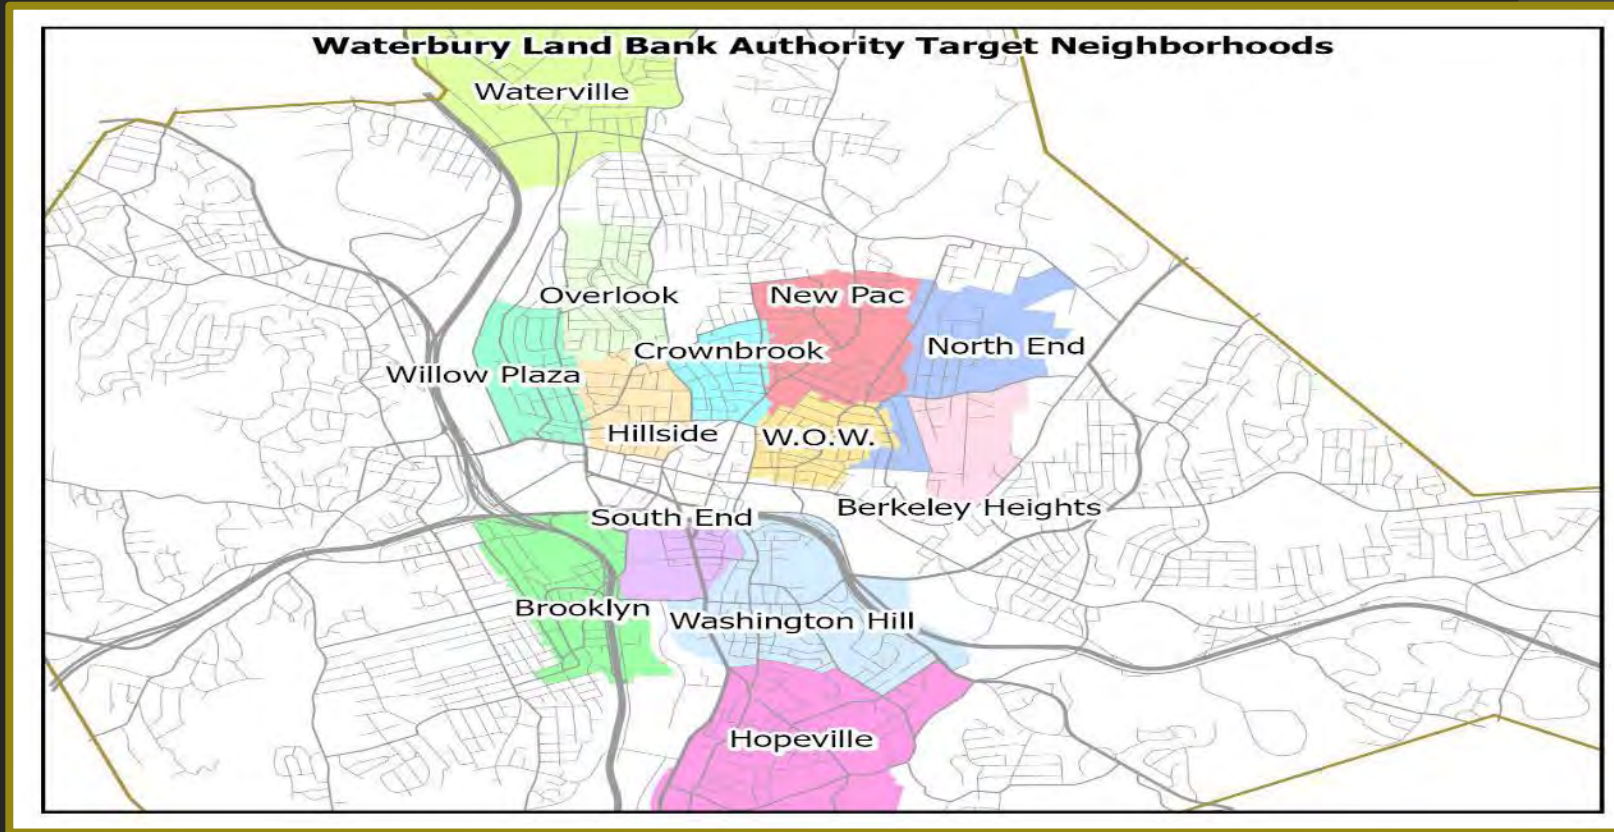 Waterbury Land Bank Authority Target Neighborhoods
Waterville
Overlook
New Pac
Crownbrook
North End
Willow Plaza
Hillside
W.O.W.
Berkeley Heights
South End
Brooklyn
Washington Hill
Hopeville